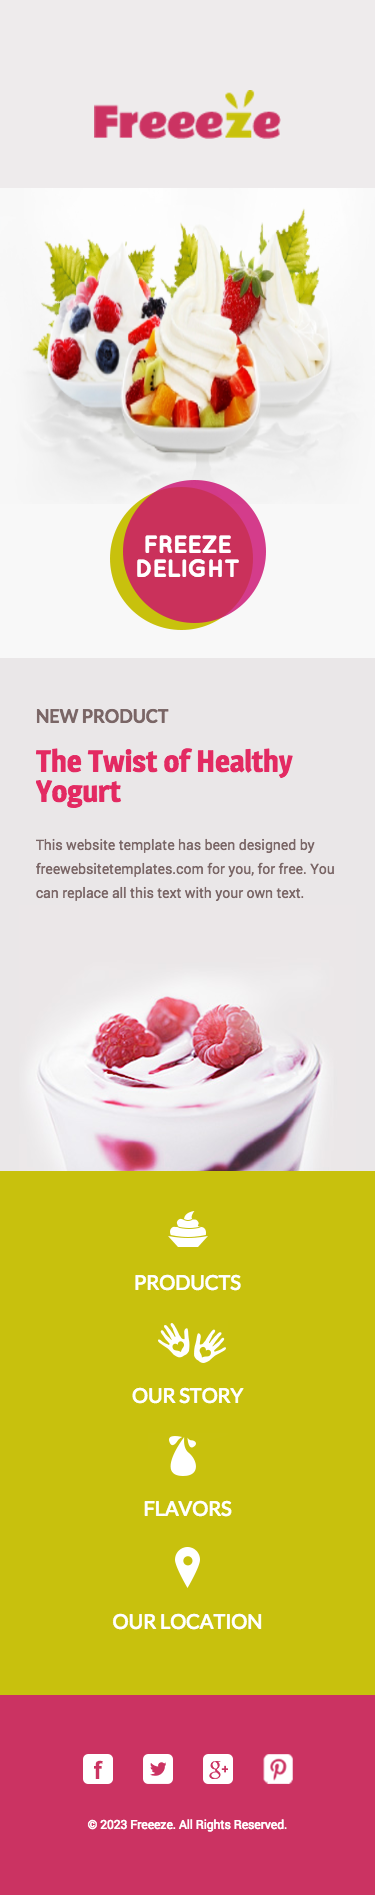 Freeeze
FREEZE
DELIGHT
NEW PRODUCT
The Twist of Healthy
Yogurt
This website template has been designed by
freewebsitetemplates.com for you, for free. You
can replace all this text with your own text.
PRODUCTS
OUR STORY
FLAVORS
OUR LOCATION
f
g+
© 2023 Freeeze. All Rights Reserved.